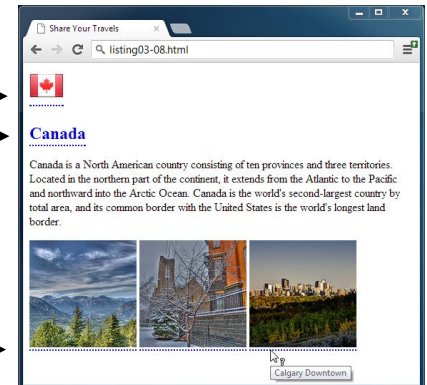 Share Your Travels
listing03-08.html
Canada
Canada is a North American country consisting of ten provinces and three territories.
Located in the northern part of the continent, it extends from the Atlantic to the Pacific
and northward into the Arctic Ocean. Canada is the world's second-largest country by
total area, and its common border with the United States is the world's longest land
border.
Calgary Downtown